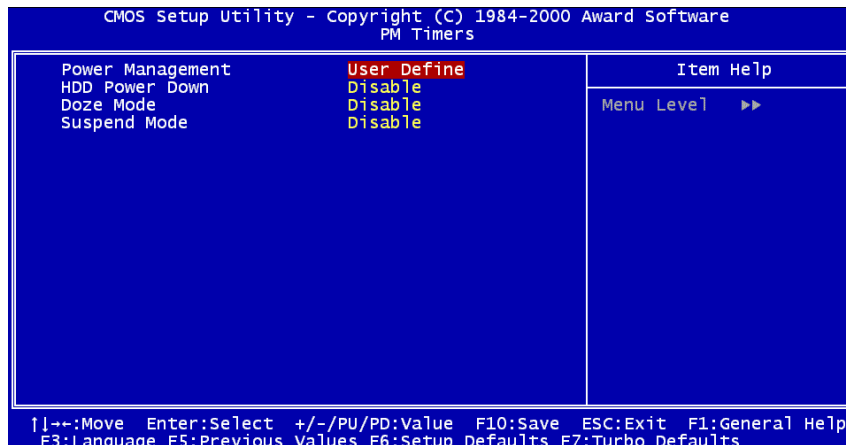 CMOS Setup Utility – Copyright (C) 1984-2000 Award Software
PM Timers
Power Management User Define
HDD Power Down Disable
Doze Mode Disable
Suspend Mode Disable
Item Help
Menu Level ▶▶
↑↓→←:Move Enter:Select +/-/PU/PD:Value F10:Save ESC:Exit F1:General Help
F3:Language F5:Previous Values F6:Setup Defaults F7:Turbo Defaults